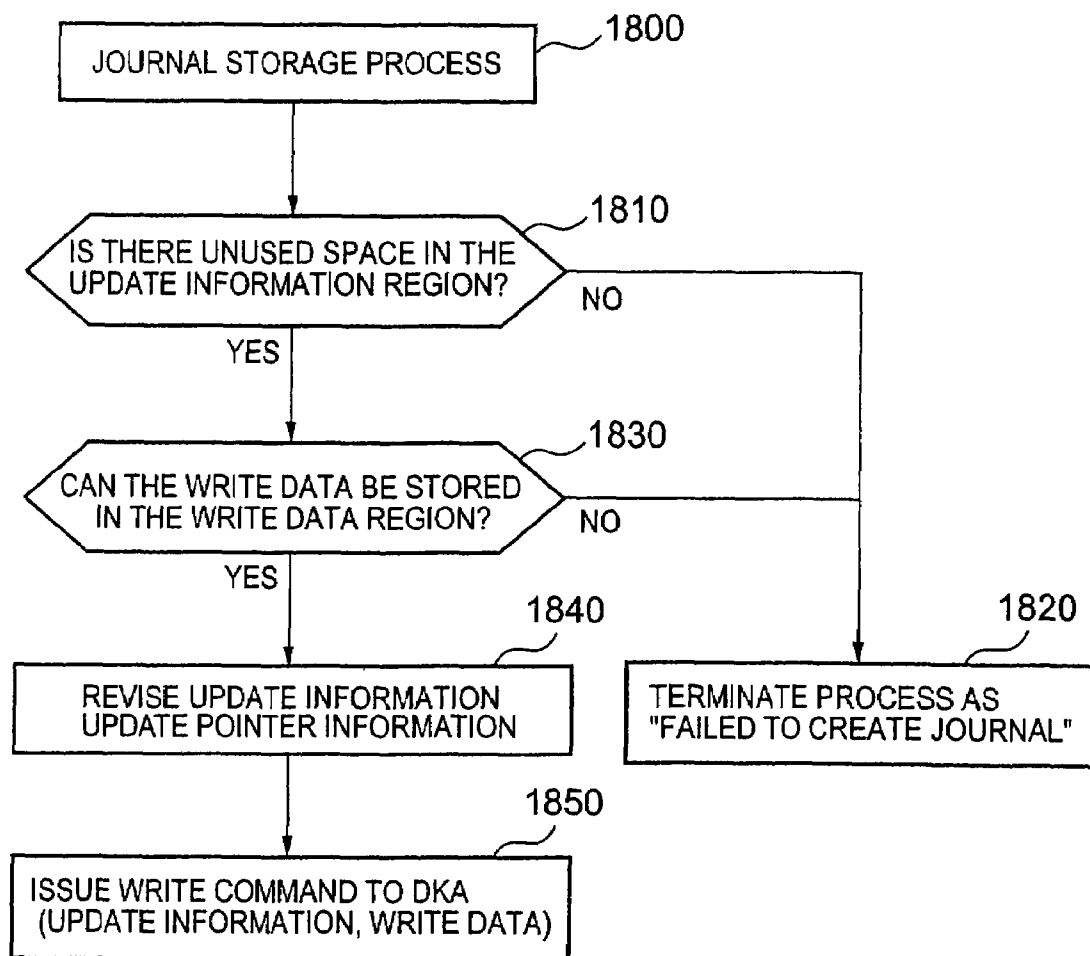 1800
JOURNAL STORAGE PROCESS
1810
IS THERE UNUSED SPACE IN THE
UPDATE INFORMATION REGION?
NO
YES
1830
CAN THE WRITE DATA BE STORED
IN THE WRITE DATA REGION?
NO
YES
1840
REVISE UPDATE INFORMATION
UPDATE POINTER INFORMATION
1820
TERMINATE PROCESS AS
"FAILED TO CREATE JOURNAL"
1850
ISSUE WRITE COMMAND TO DKA
(UPDATE INFORMATION, WRITE DATA)